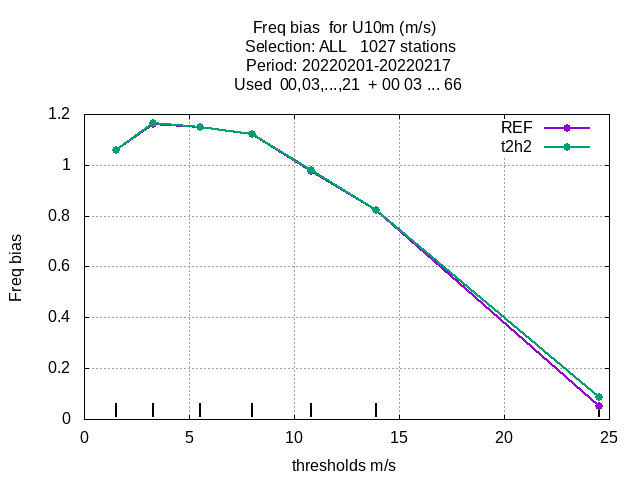 Freq bias  for U10m (m/s)
Selection: ALL   1027 stations
Period: 20220201-20220217
Used  00,03,...,21  + 00 03 ... 66
REF
t2h2
1.2
1
0.8
0.6
0.4
0.2
0
Freq bias
0 5 10 15 20 25
thresholds m/s